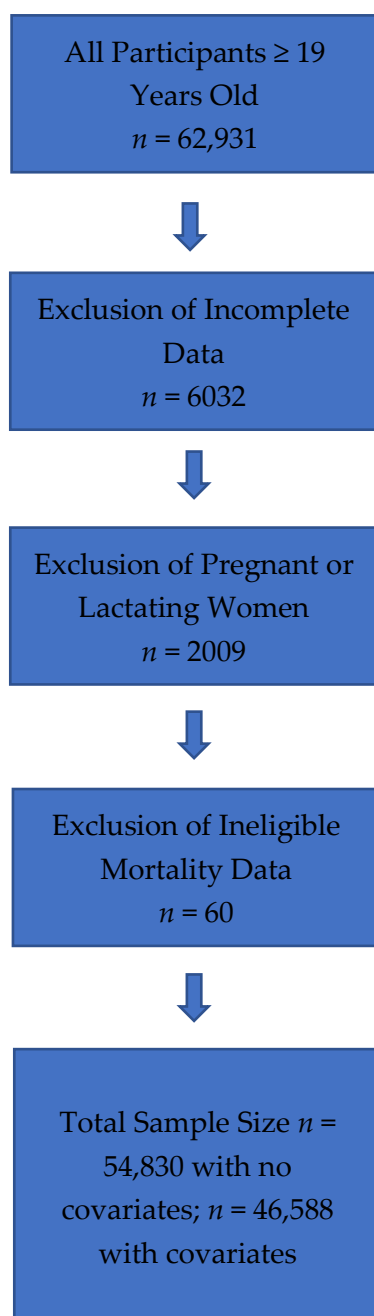 All Participants ≥ 19
Years Old
n = 62,931
Exclusion of Incomplete
Data
n = 6032
Exclusion of Pregnant or
Lactating Women
n = 2009
Exclusion of Ineligible
Mortality Data
n = 60
Total Sample Size n =
54,830 with no
covariates; n = 46,588
with covariates